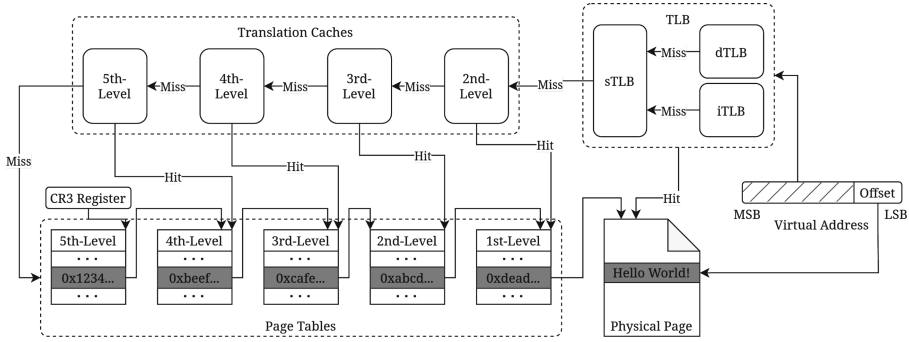 Translation Caches
TLB
5th-
Level
Miss
4th-
Level
Miss
3rd-
Level
Miss
2nd-
Level
Miss
sTLB
Miss
dTLB
Miss
iTLB
Miss
Hit
Hit
Hit
Hit
Hit
CR3 Register
Offset
MSB
LSB
Virtual Address
5th-Level
• • •
0x1234...
• • •
4th-Level
• • •
0xbeef...
• • •
3rd-Level
• • •
0xcafe...
• • •
2nd-Level
• • •
0xabcd...
• • •
1st-Level
• • •
0xdead...
• • •
Page Tables
Hello World!
Physical Page